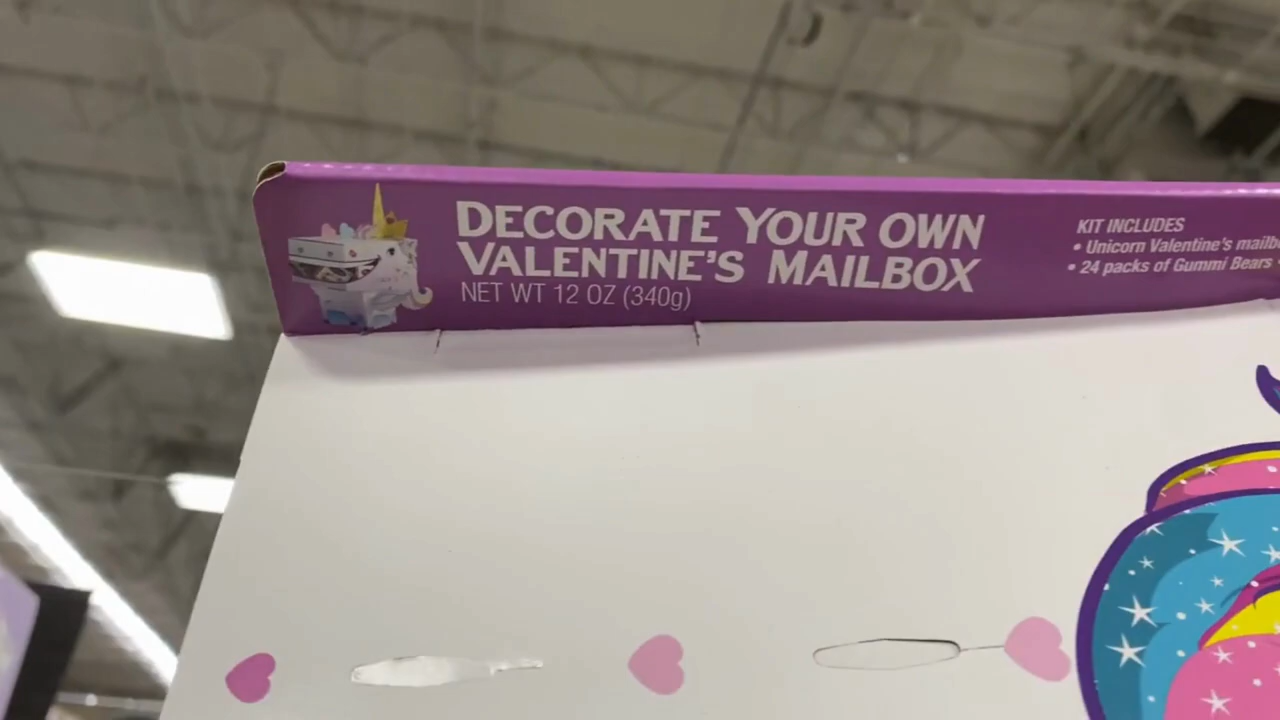 DECORATE YOUR OWN
VALENTINE'S MAILBOX
NET WT 12 OZ (340g)
KIT INCLUDES
• Unicorn Valentine's
• 24 packs of Gummi Bears